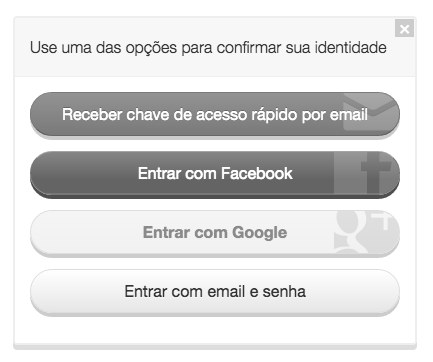 Use uma das opções para confirmar sua identidade
Receber chave de acesso rápido por email
Entrar com Facebook
Entrar com Google
Entrar com email e senha